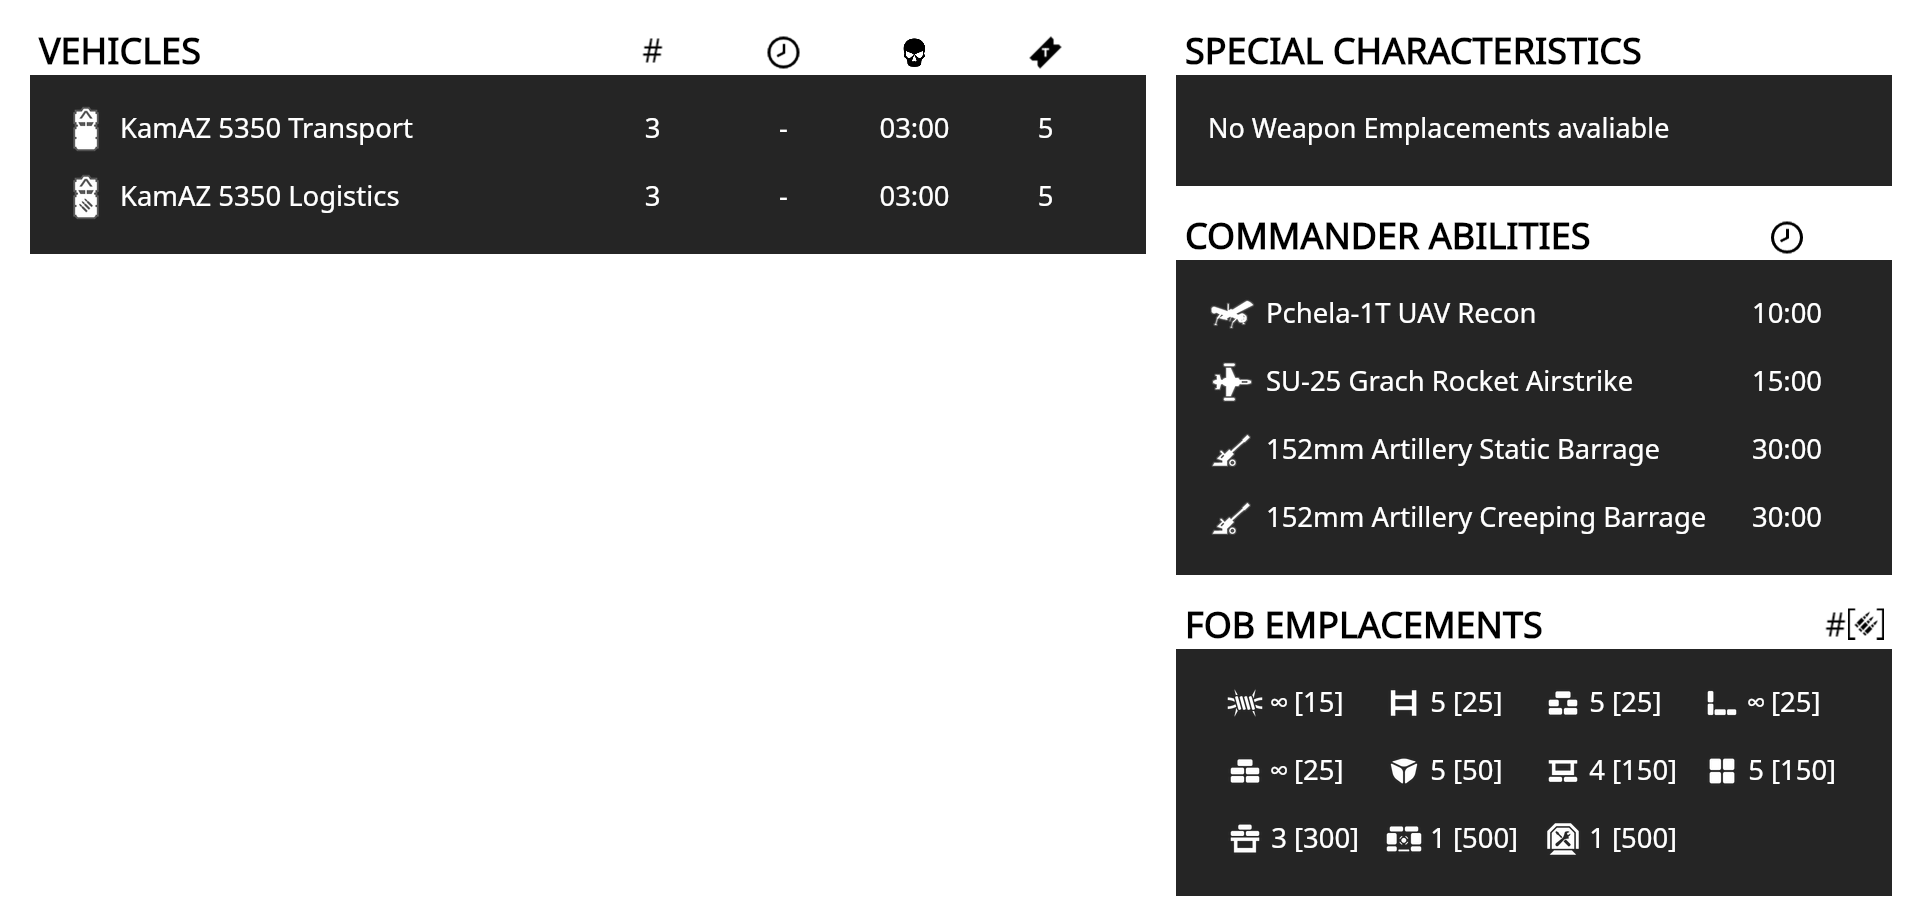 VEHICLES #
KamAZ 5350 Transport 3 - 03:00 5
KamAZ 5350 Logistics 3 - 03:00 5
SPECIAL CHARACTERISTICS
No Weapon Emplacements avaliable
COMMANDER ABILITIES
Pchela-1T UAV Recon 10:00
SU-25 Grach Rocket Airstrike 15:00
152mm Artillery Static Barrage 30:00
152mm Artillery Creeping Barrage 30:00
FOB EMPLACEMENTS #[]
∞ [15] 5 [25] 5 [25] ∞ [25]
∞ [25] 5 [50] 4 [150] 5 [150]
3 [300] 1 [500] 1 [500]